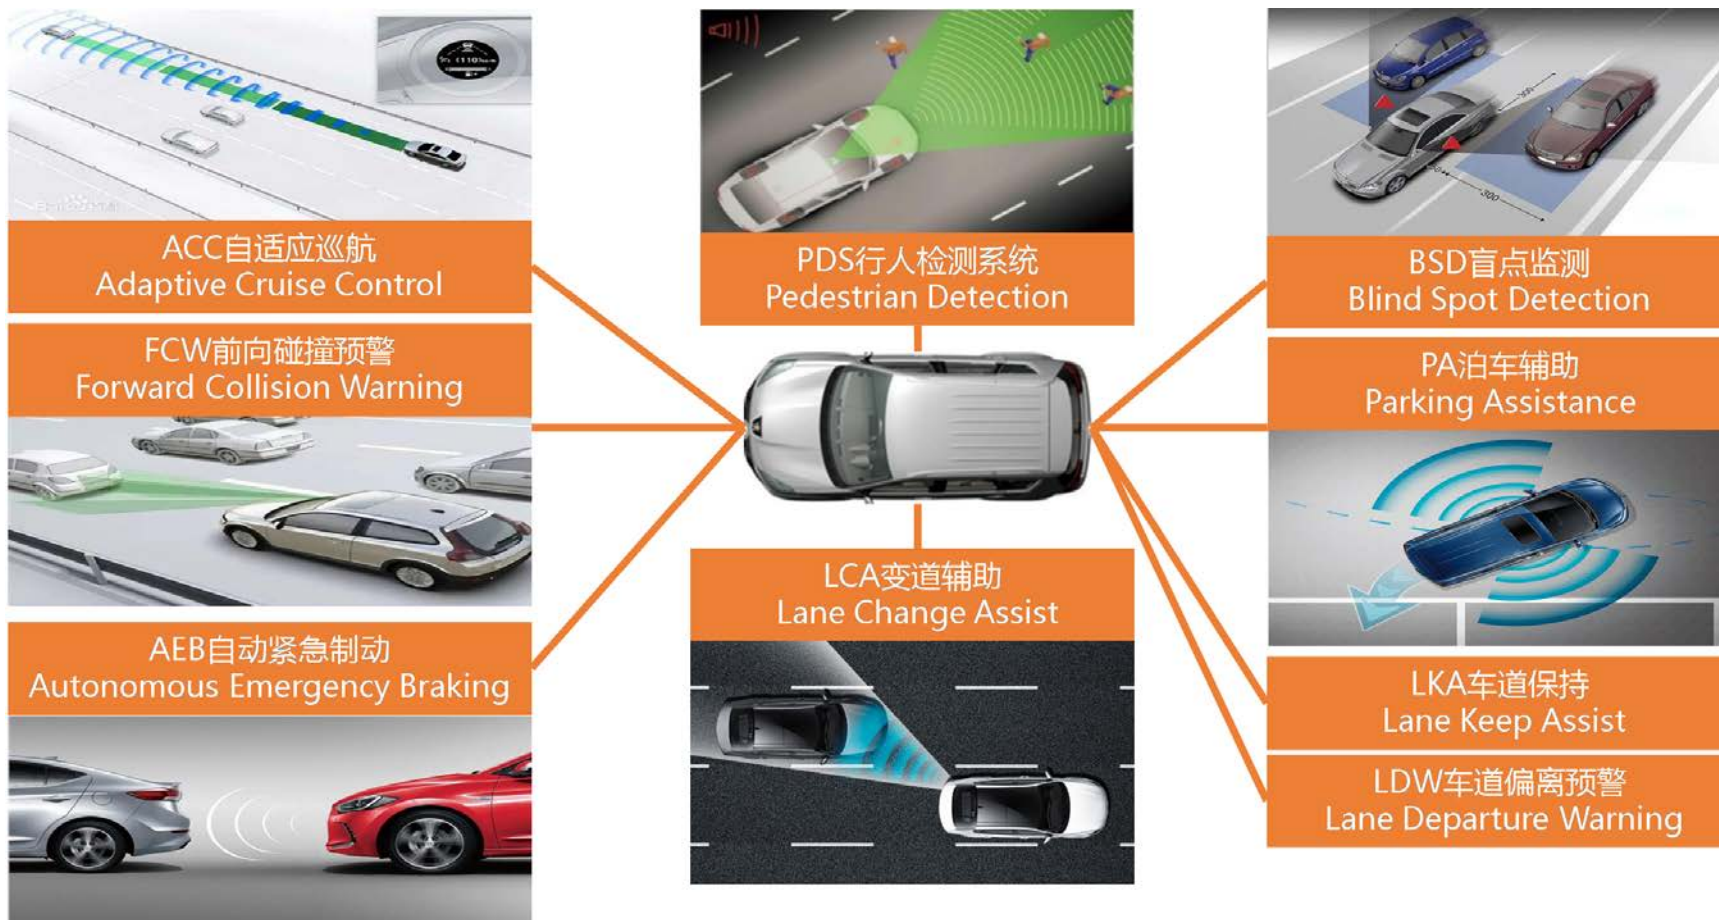 ACC自适应巡航
Adaptive Cruise Control
FCW前向碰撞预警
Forward Collision Warning
AEB自动紧急制动
Autonomous Emergency Braking
PDS行人检测系统
Pedestrian Detection
LCA变道辅助
Lane Change Assist
300
300
BSD盲点监测
Blind Spot Detection
PA泊车辅助
Parking Assistance
LKA车道保持
Lane Keep Assist
LDW车道偏离预警
Lane Departure Warning